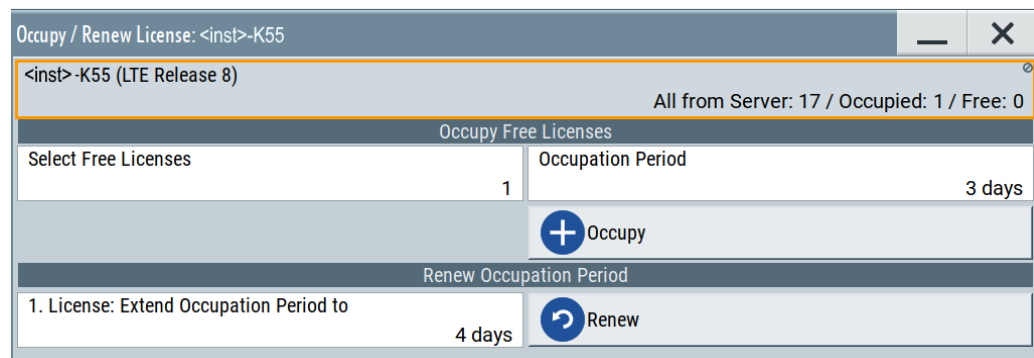 Occupy / Renew License: <inst>-K55
<inst>-K55 (LTE Release 8)
All from Server: 17 / Occupied: 1 / Free: 0
Occupy Free Licenses
Select Free Licenses
1
Occupation Period
3 days
Occupy
Renew Occupation Period
1. License: Extend Occupation Period to
4 days
Renew